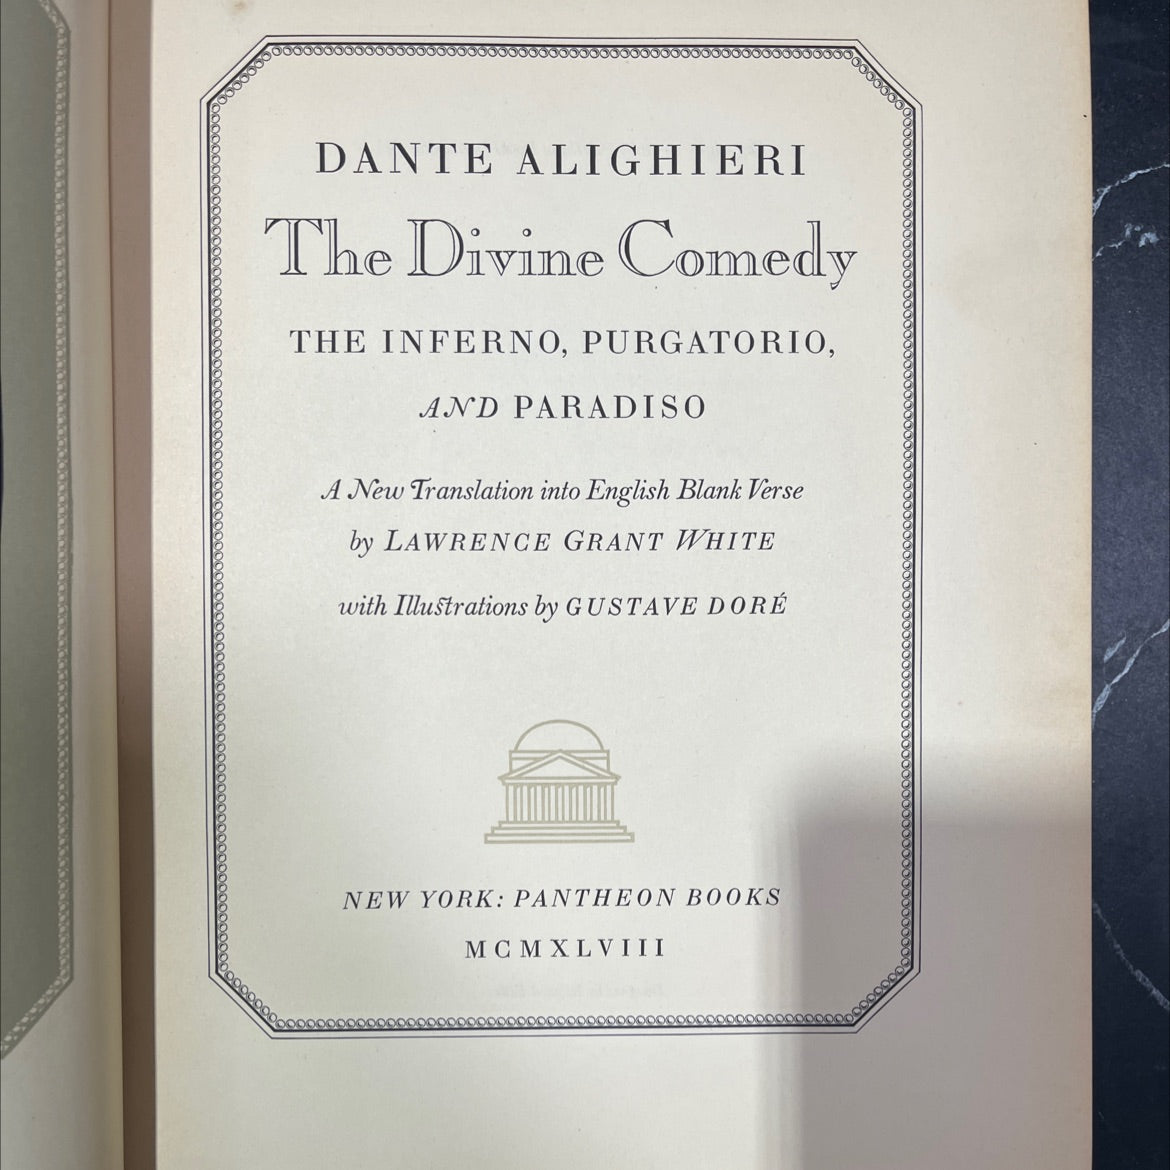 DANTE ALIGHIERI
The Divine Comedy
THE INFERNO, PURGATORIO,
AND PARADISO
A New Translation into English Blank Verse
by LAWRENCE GRANT WHITE
with Illustrations by GUSTAVE DORÉ
NEW YORK: PANTHEON BOOKS
MCMXLVIII